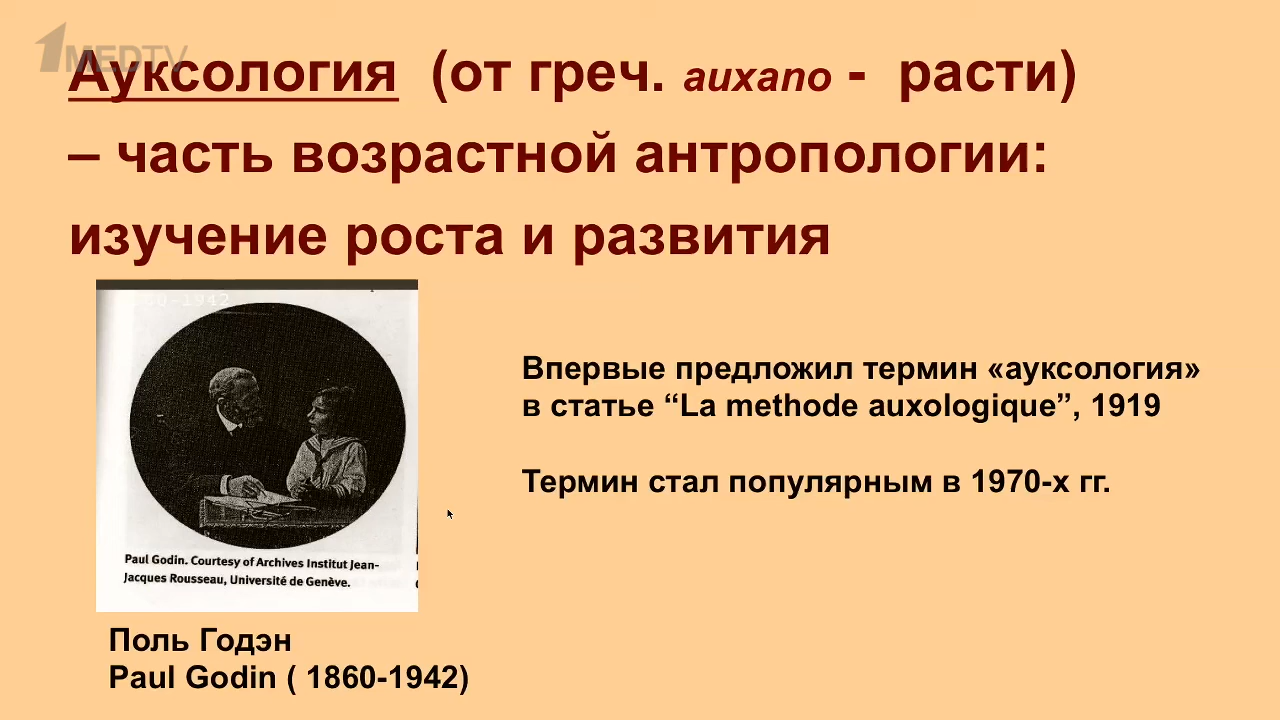 1MEDTV
Ауксология (от греч. auxano - расти)
– часть возрастной антропологии:
изучение роста и развития
Впервые предложил термин «ауксология»
в статье “La methode auxologique”, 1919
Термин стал популярным в 1970-х гг.
Paul Godin. Courtesy of Archives Institut Jean-
Jacques Rousseau, Université de Genève.
Поль Годэн
Paul Godin ( 1860-1942)